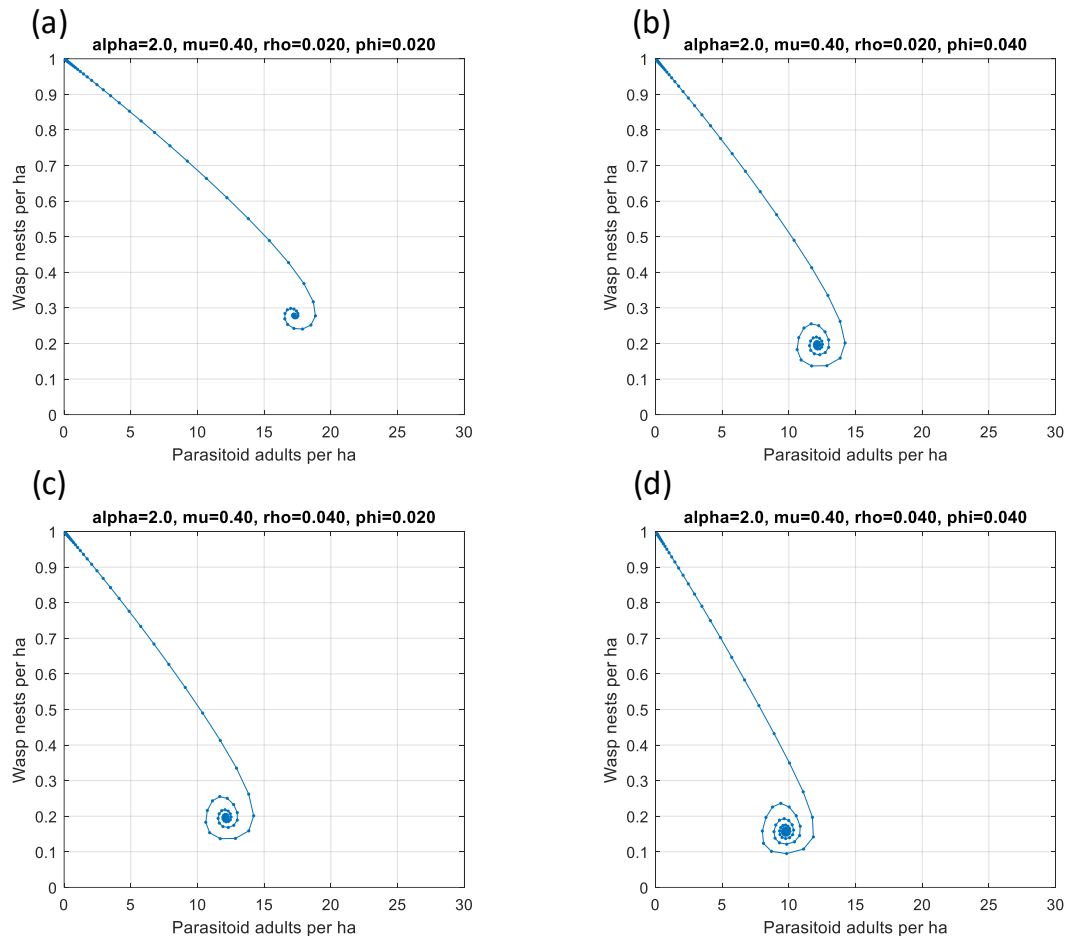 (a)
alpha=2.0, mu=0.40, rho=0.020, phi=0.020
1
0.9
0.8
0.7
0.6
0.5
0.4
0.3
0.2
0.1
0
Wasp nests per ha
0 5 10 15 20 25 30
Parasitoid adults per ha
(b)
alpha=2.0, mu=0.40, rho=0.020, phi=0.040
1
0.9
0.8
0.7
0.6
0.5
0.4
0.3
0.2
0.1
0
Wasp nests per ha
0 5 10 15 20 25 30
Parasitoid adults per ha
(c)
alpha=2.0, mu=0.40, rho=0.040, phi=0.020
1
0.9
0.8
0.7
0.6
0.5
0.4
0.3
0.2
0.1
0
Wasp nests per ha
0 5 10 15 20 25 30
Parasitoid adults per ha
(d)
alpha=2.0, mu=0.40, rho=0.040, phi=0.040
1
0.9
0.8
0.7
0.6
0.5
0.4
0.3
0.2
0.1
0
Wasp nests per ha
0 5 10 15 20 25 30
Parasitoid adults per ha